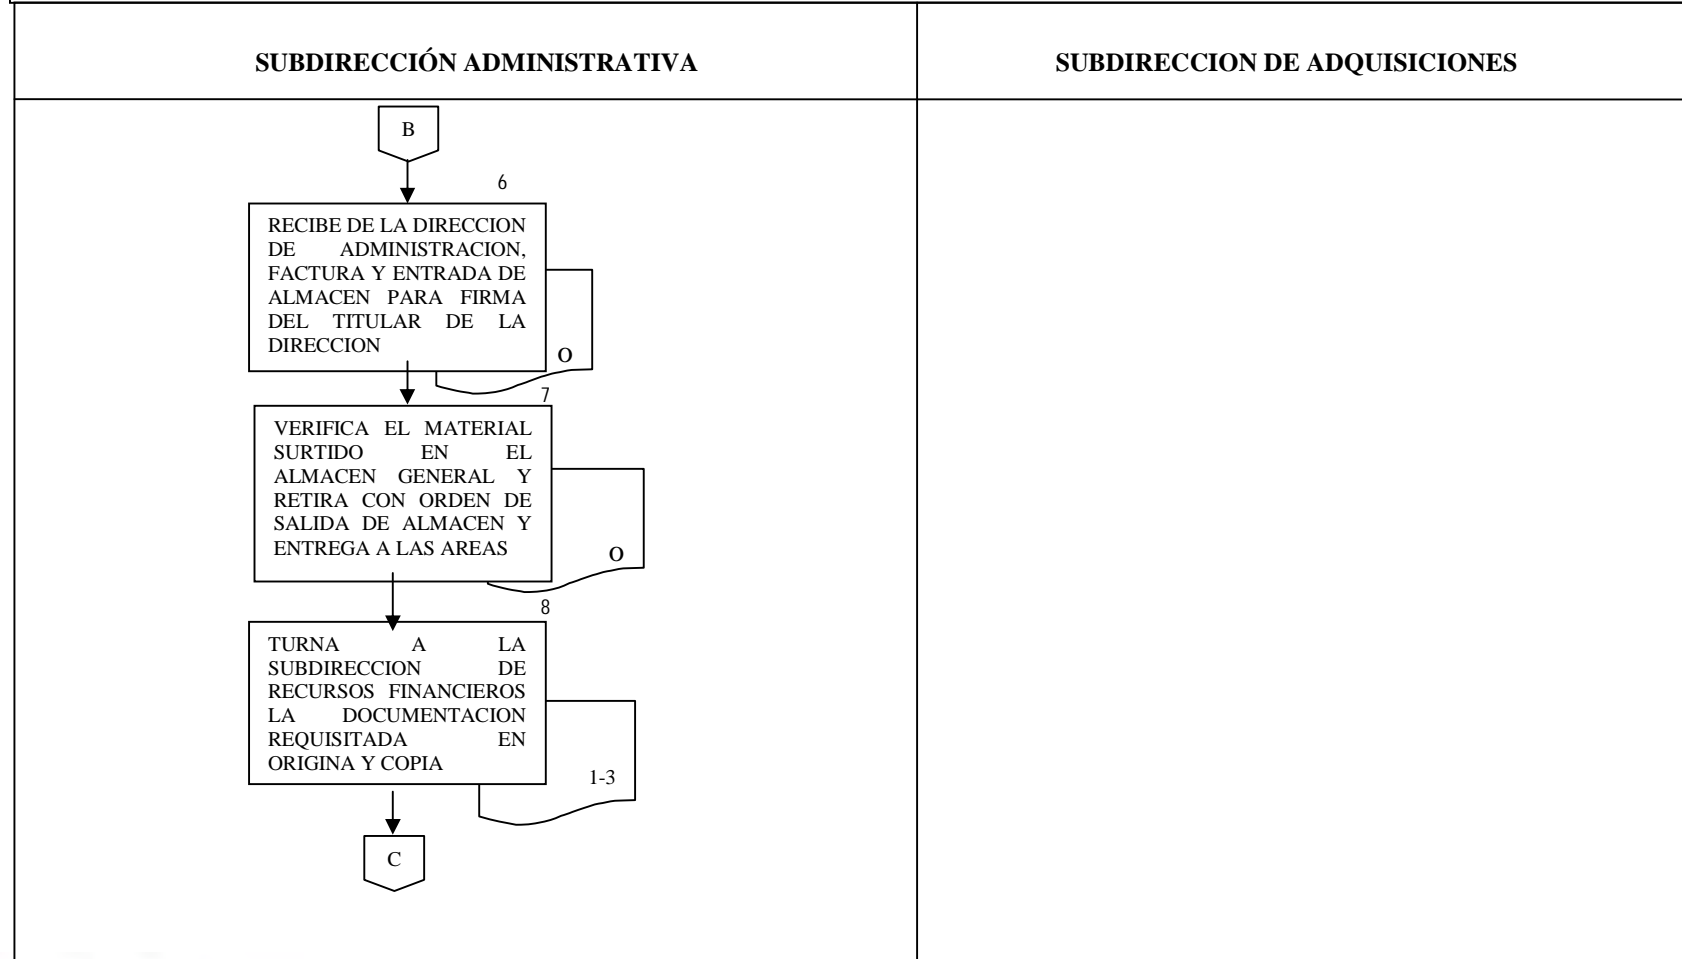 SUBDIRECCIÓN ADMINISTRATIVA
SUBDIRECCION DE ADQUISICIONES
B
6
RECIBE DE LA DIRECCION
DE ADMINISTRACION,
FACTURA Y ENTRADA DE
ALMACEN PARA FIRMA
DEL TITULAR DE LA
DIRECCION
O
7
VERIFICA EL MATERIAL
SURTIDO EN EL
ALMACEN GENERAL Y
RETIRA CON ORDEN DE
SALIDA DE ALMACEN Y
ENTREGA A LAS AREAS
O
8
TURNA A LA
SUBDIRECCION DE
RECURSOS FINANCIEROS
LA DOCUMENTACION
REQUISITADA EN
ORIGINA Y COPIA
1-3
C